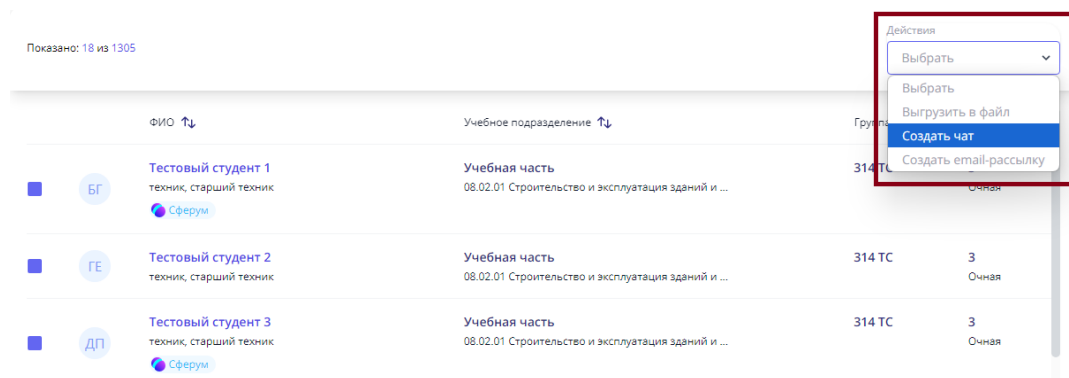 Действия
Показано: 18 из 1305
Выбрать
Выбрать
Выгрузить в файл
Создать чат
Создать email-рассылку
ФИО
Учебное подразделение
БГ
Тестовый студент 1
техник, старший техник
Сферум
Учебная часть
08.02.01 Строительство и эксплуатация зданий и ...
314 ТС
Очная
ГЕ
Тестовый студент 2
техник, старший техник
Учебная часть
08.02.01 Строительство и эксплуатация зданий и ...
314 ТС
3
Очная
ДП
Тестовый студент 3
техник, старший техник
Сферум
Учебная часть
08.02.01 Строительство и эксплуатация зданий и ...
314 ТС
3
Очная